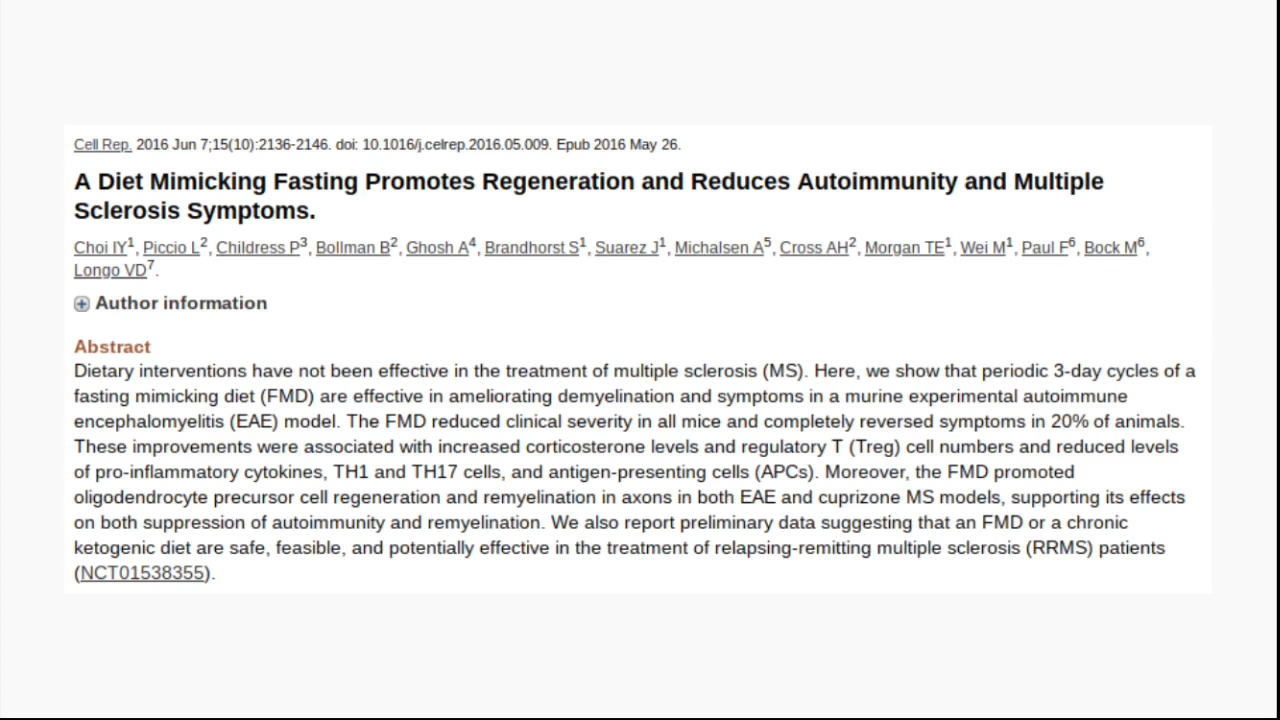 Cell Rep. 2016 Jun 7;15(10):2136-2146. doi: 10.1016/j.celrep.2016.05.009. Epub 2016 May 26.
A Diet Mimicking Fasting Promotes Regeneration and Reduces Autoimmunity and Multiple
Sclerosis Symptoms.
Choi IY1, Piccio L2, Childress P3, Bollman B2, Ghosh A4, Brandhorst S1, Suarez J1, Michalsen A5, Cross AH2, Morgan TE1, Wei M1, Paul F6, Bock M6,
Longo VD7.
Author information
Abstract
Dietary interventions have not been effective in the treatment of multiple sclerosis (MS). Here, we show that periodic 3-day cycles of a
fasting mimicking diet (FMD) are effective in ameliorating demyelination and symptoms in a murine experimental autoimmune
encephalomyelitis (EAE) model. The FMD reduced clinical severity in all mice and completely reversed symptoms in 20% of animals.
These improvements were associated with increased corticosterone levels and regulatory T (Treg) cell numbers and reduced levels
of pro-inflammatory cytokines, TH1 and TH17 cells, and antigen-presenting cells (APCs). Moreover, the FMD promoted
oligodendrocyte precursor cell regeneration and remyelination in axons in both EAE and cuprizone MS models, supporting its effects
on both suppression of autoimmunity and remyelination. We also report preliminary data suggesting that an FMD or a chronic
ketogenic diet are safe, feasible, and potentially effective in the treatment of relapsing-remitting multiple sclerosis (RRMS) patients
(NCT01538355).